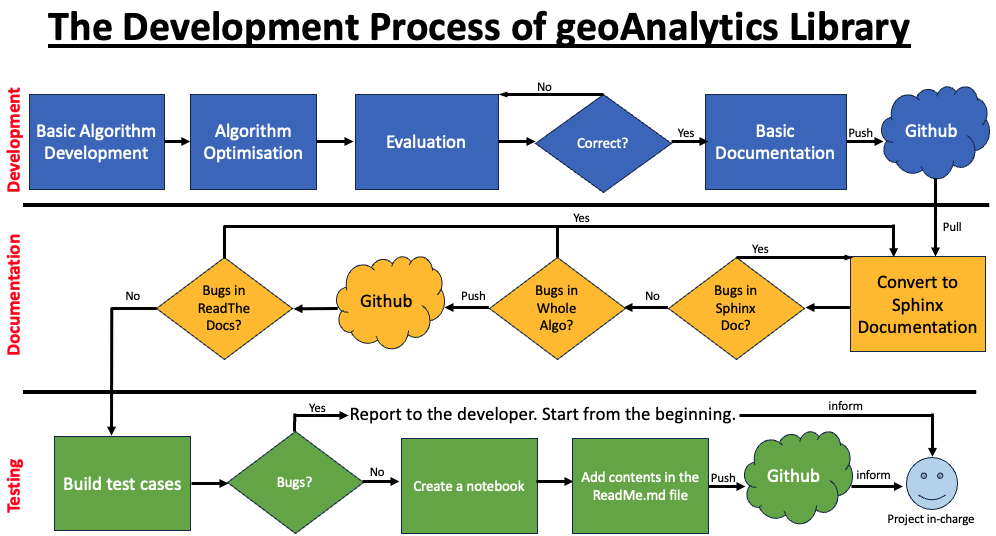 The Development Process of geoAnalytics Library
Development
Basic Algorithm
Development
Algorithm
Optimisation
Evaluation
No
Correct?
Yes
Basic
Documentation
Push
Github
Pull
Documentation
Yes
Convert to
Sphinx
Documentation
Yes
Bugs in
Sphinx
Doc?
No
Bugs in
Whole
Algo?
Push
Github
Bugs in
ReadThe
Docs?
No
Testing
Build test cases
Bugs?
Yes
Report to the developer. Start from the beginning.
inform
No
Create a notebook
Add contents in the
ReadMe.md file
Push
Github
inform
Project in-charge